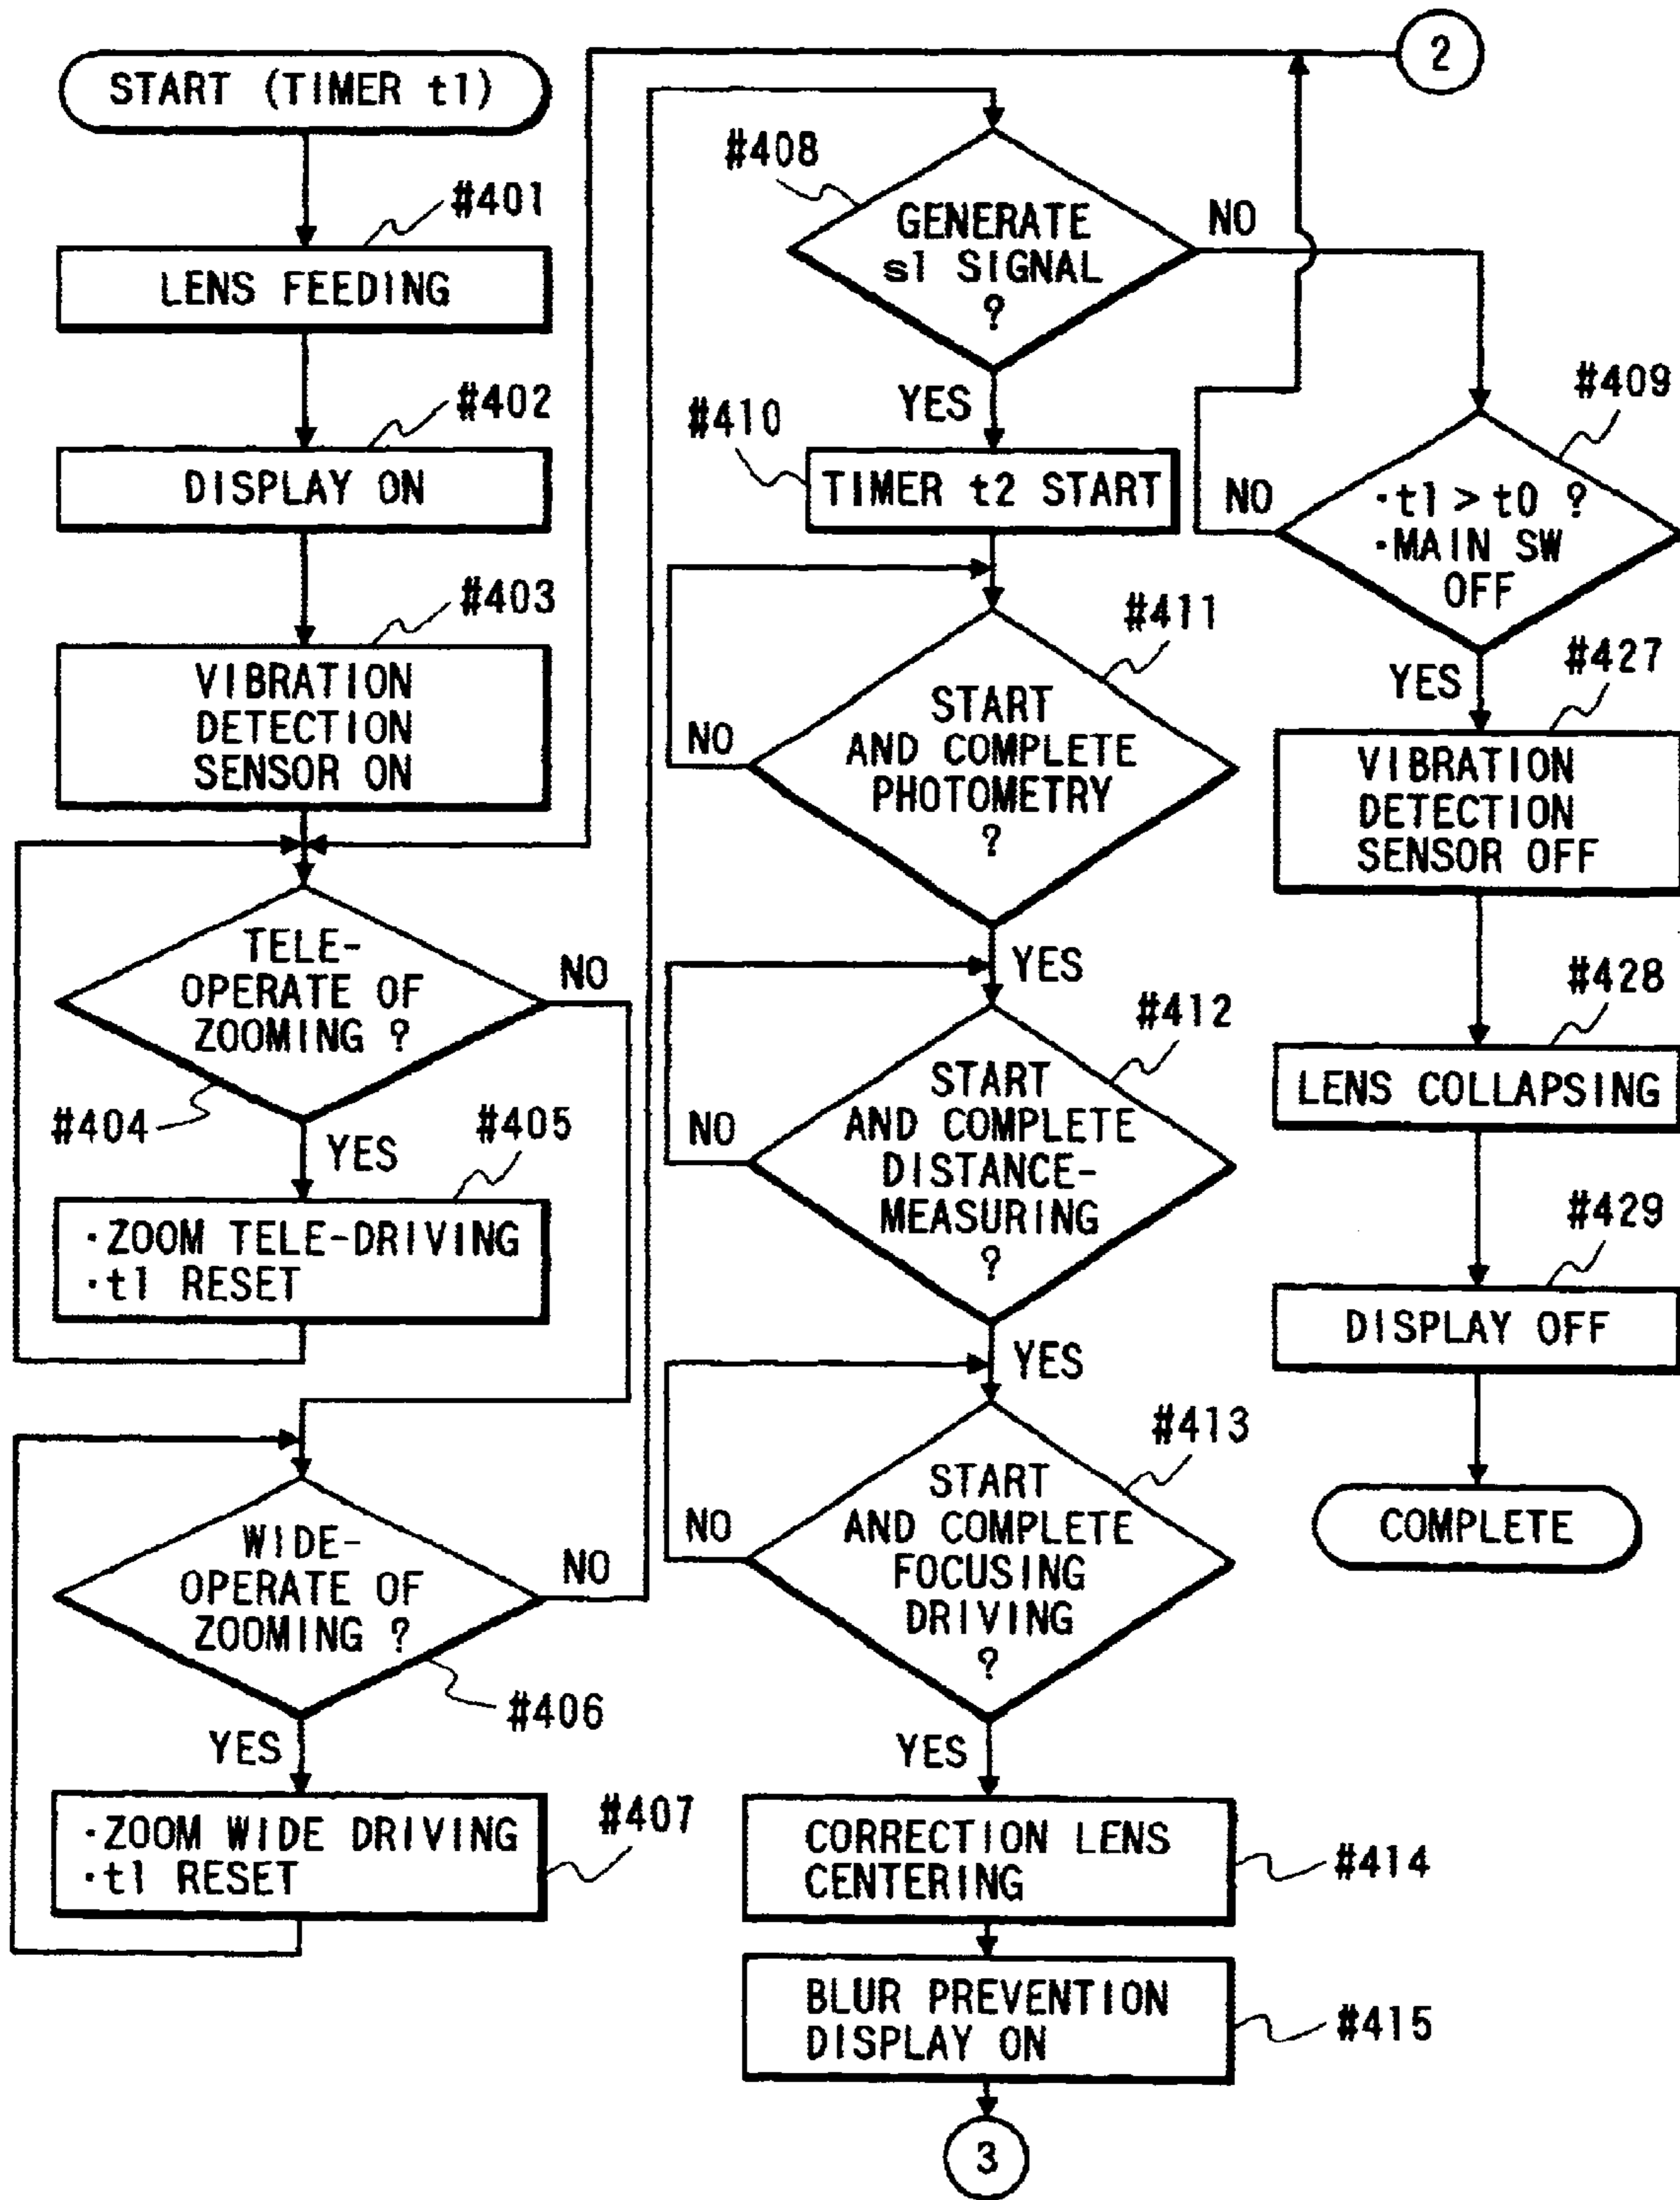 START (TIMER t1)
#401
LENS FEEDING
#402
DISPLAY ON
#403
VIBRATION
DETECTION
SENSOR ON
TELE-
OPERATE OF
ZOOMING ?
NO
#404
YES
#405
·ZOOM TELE-DRIVING
·t1 RESET
WIDE-
OPERATE OF
ZOOMING ?
NO
#406
YES
·ZOOM WIDE DRIVING
·t1 RESET
#407
2
#408
GENERATE
s1 SIGNAL
?
NO
YES
#410
TIMER t2 START
#411
START
AND COMPLETE
PHOTOMETRY
?
NO
YES
#412
START
AND COMPLETE
DISTANCE-
MEASURING
?
NO
YES
#413
START
AND COMPLETE
FOCUSING
DRIVING
?
NO
YES
CORRECTION LENS
CENTERING
#414
BLUR PREVENTION
DISPLAY ON
#415
3
#409
·t1 > t0 ?
·MAIN SW
OFF
NO
YES
#427
VIBRATION
DETECTION
SENSOR OFF
#428
LENS COLLAPSING
#429
DISPLAY OFF
COMPLETE